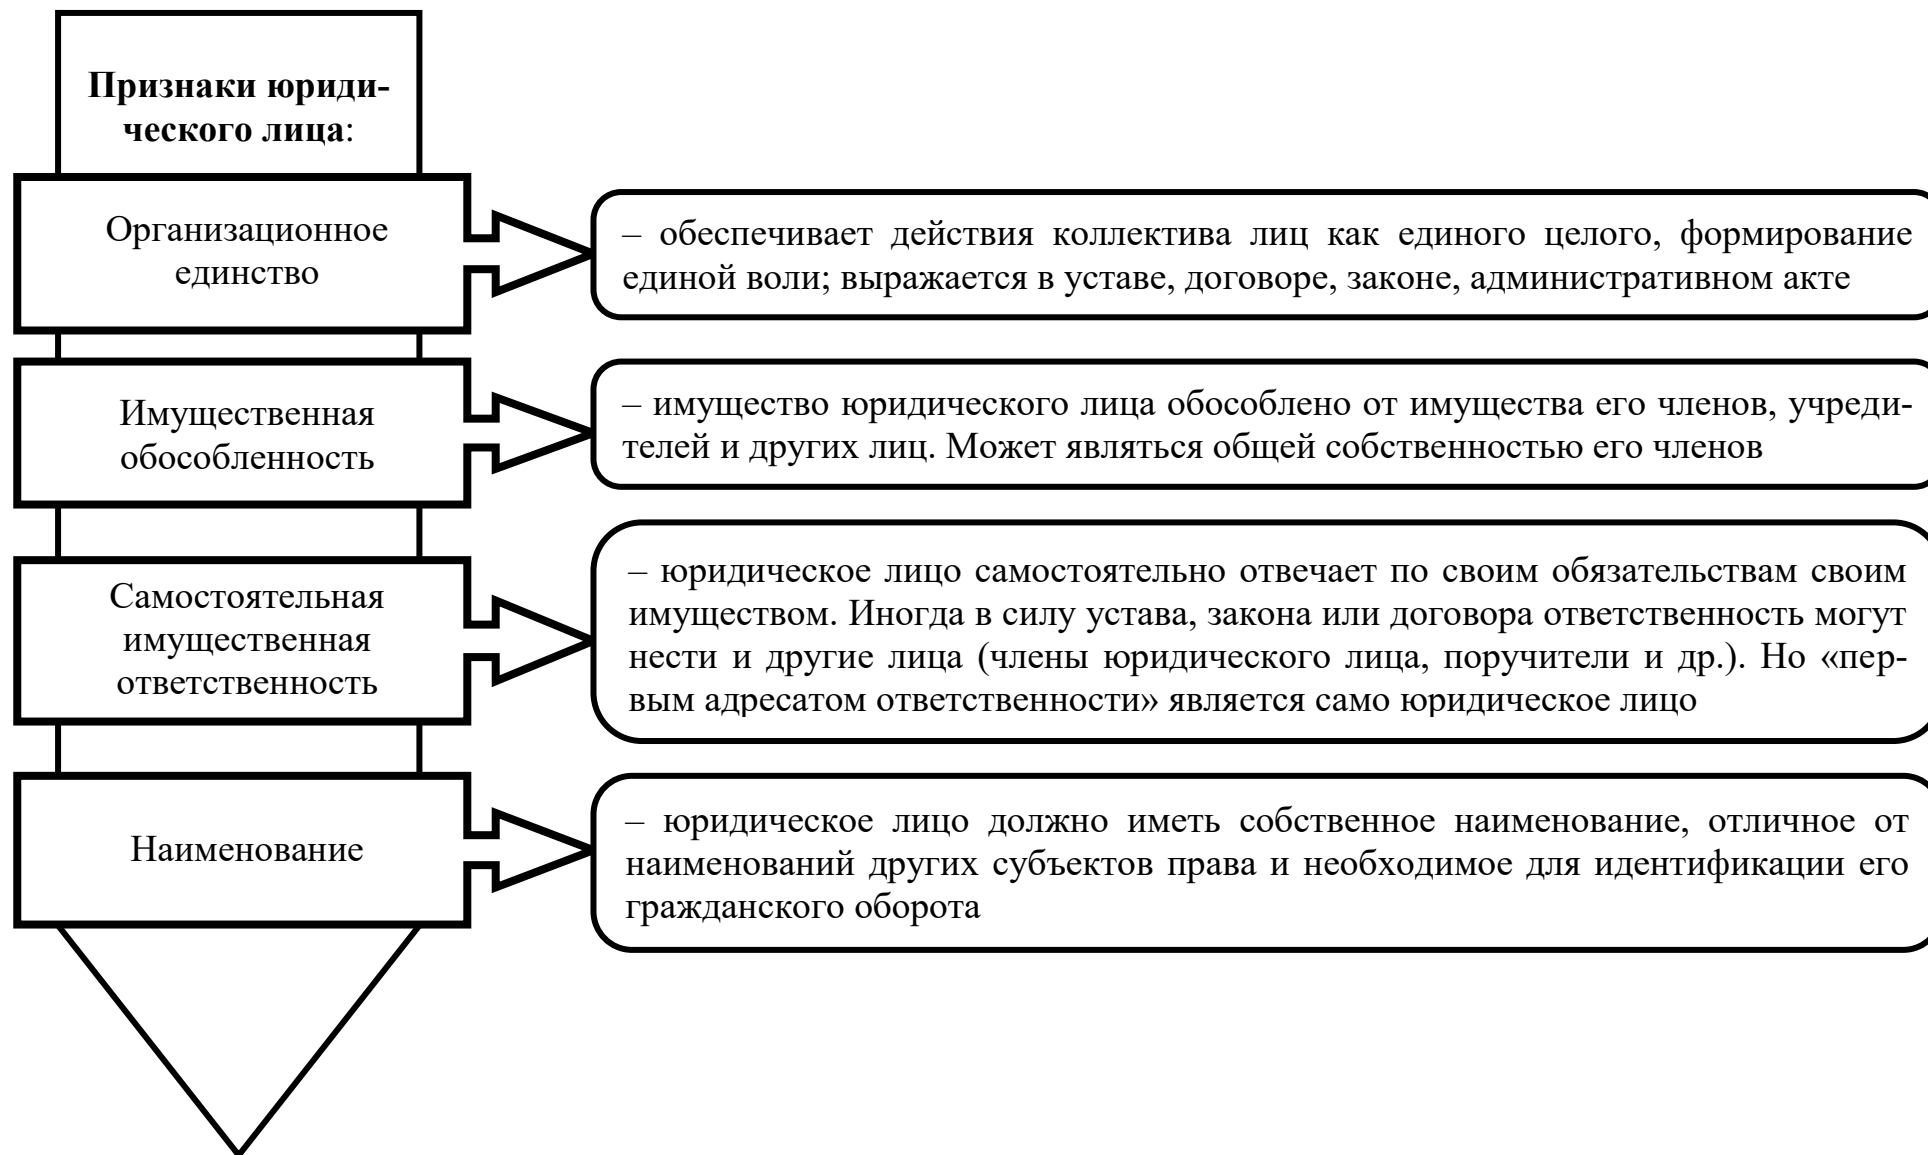 Признаки юриди-
ческого лица:
Организационное
единство
– обеспечивает действия коллектива лиц как единого целого, формирование
единой воли; выражается в уставе, договоре, законе, административном акте
Имущественная
обособленность
– имущество юридического лица обособлено от имущества его членов, учреди-
телей и других лиц. Может являться общей собственностью его членов
Самостоятельная
имущественная
ответственность
– юридическое лицо самостоятельно отвечает по своим обязательствам своим
имуществом. Иногда в силу устава, закона или договора ответственность могут
нести и другие лица (члены юридического лица, поручители и др.). Но «пер-
вым адресатом ответственности» является само юридическое лицо
Наименование
– юридическое лицо должно иметь собственное наименование, отличное от
наименований других субъектов права и необходимое для идентификации его
гражданского оборота